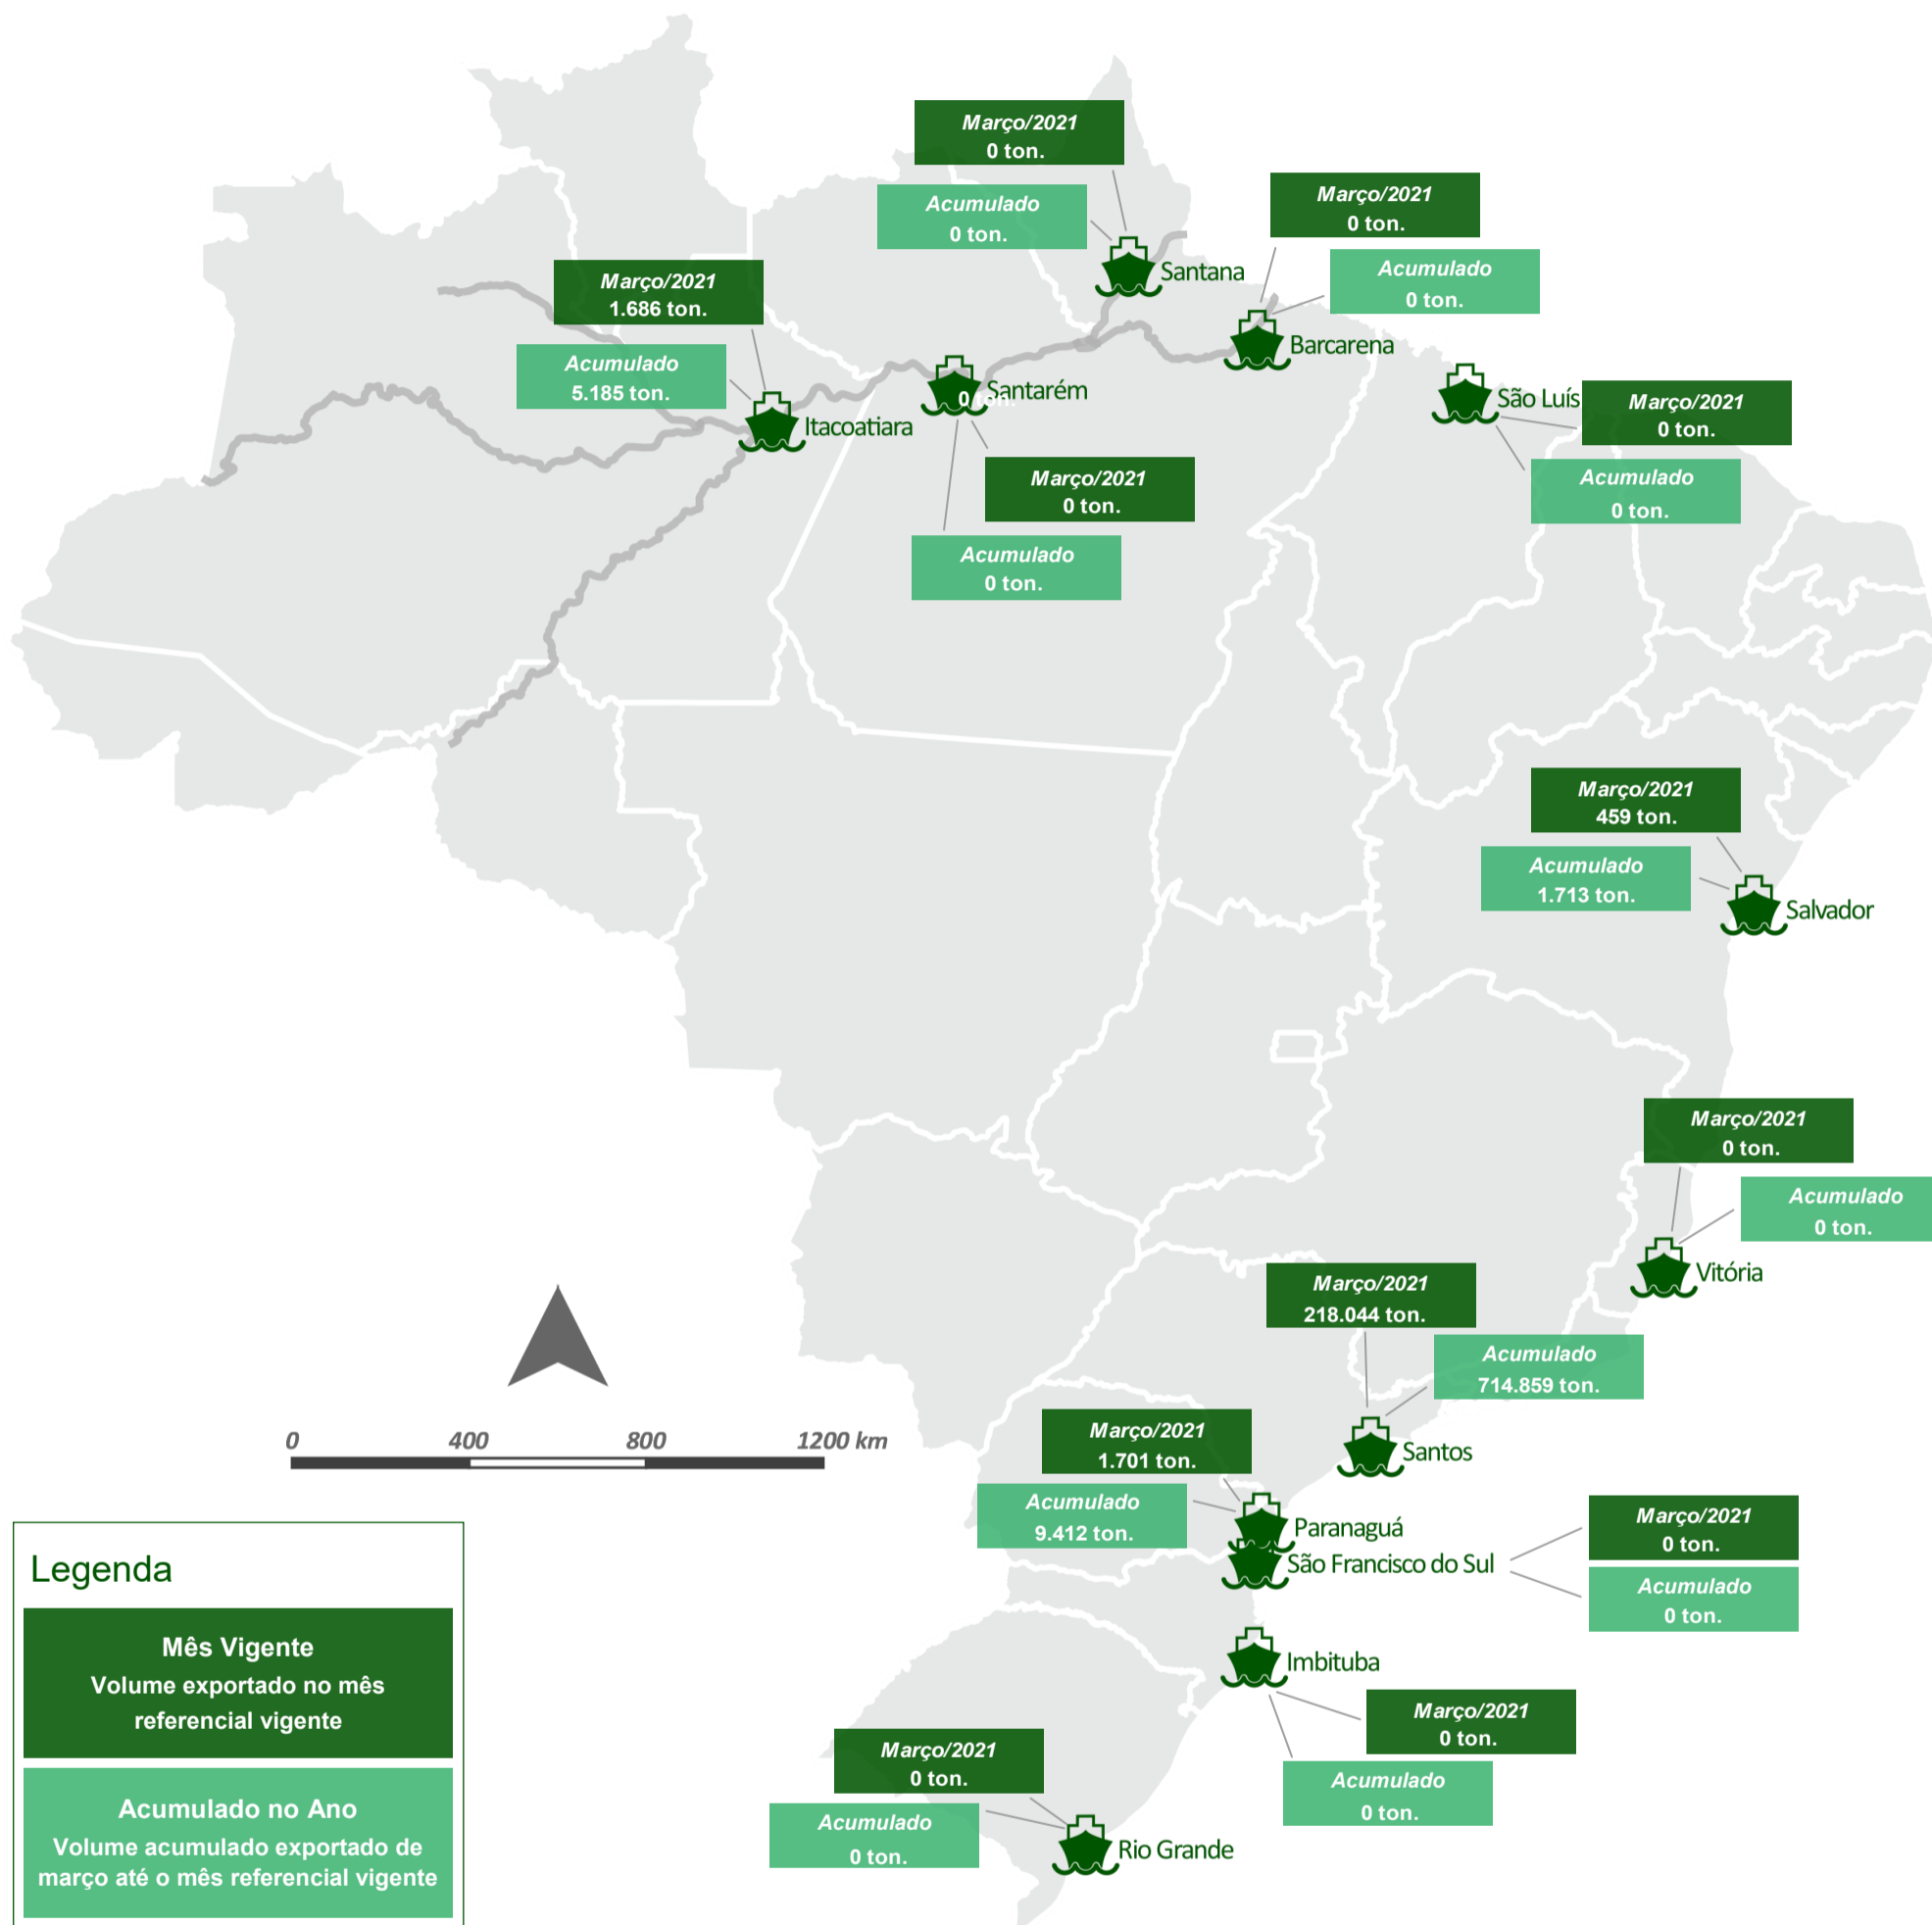 Março/2021
0 ton.
Acumulado
0 ton.
Santana
Março/2021
0 ton.
Acumulado
0 ton.
Barcarena
Março/2021
1.686 ton.
Acumulado
5.185 ton.
Itacoatiara
Santarém
0 ton.
Março/2021
0 ton.
Acumulado
0 ton.
São Luís
Março/2021
0 ton.
Acumulado
0 ton.
Março/2021
459 ton.
Acumulado
1.713 ton.
Salvador
Março/2021
0 ton.
Acumulado
0 ton.
Vitória
Março/2021
218.044 ton.
Acumulado
714.859 ton.
Santos
Março/2021
1.701 ton.
Acumulado
9.412 ton.
Paranaguá
São Francisco do Sul
Março/2021
0 ton.
Acumulado
0 ton.
Imbituba
Março/2021
0 ton.
Acumulado
0 ton.
Março/2021
0 ton.
Acumulado
0 ton.
Rio Grande
0 400 800 1200 km
Legenda
Mês Vigente
Volume exportado no mês
referencial vigente
Acumulado no Ano
Volume acumulado exportado de
março até o mês referencial vigente